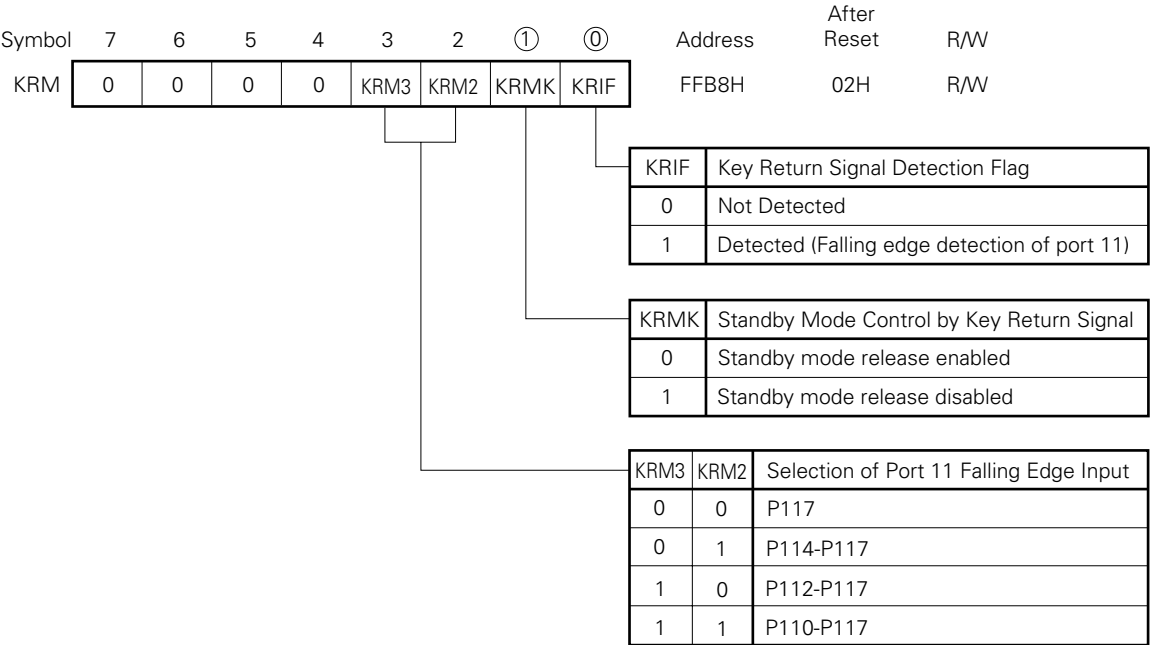 Symbol 7 6 5 4 3 2 ① ⓪ Address After Reset R/W
KRM 0 0 0 0 KRM3 KRM2 KRMK KRIF FFB8H 02H R/W
KRIF Key Return Signal Detection Flag
0 Not Detected
1 Detected (Falling edge detection of port 11)
KRMK Standby Mode Control by Key Return Signal
0 Standby mode release enabled
1 Standby mode release disabled
KRM3 KRM2 Selection of Port 11 Falling Edge Input
0 0 P117
0 1 P114-P117
1 0 P112-P117
1 1 P110-P117